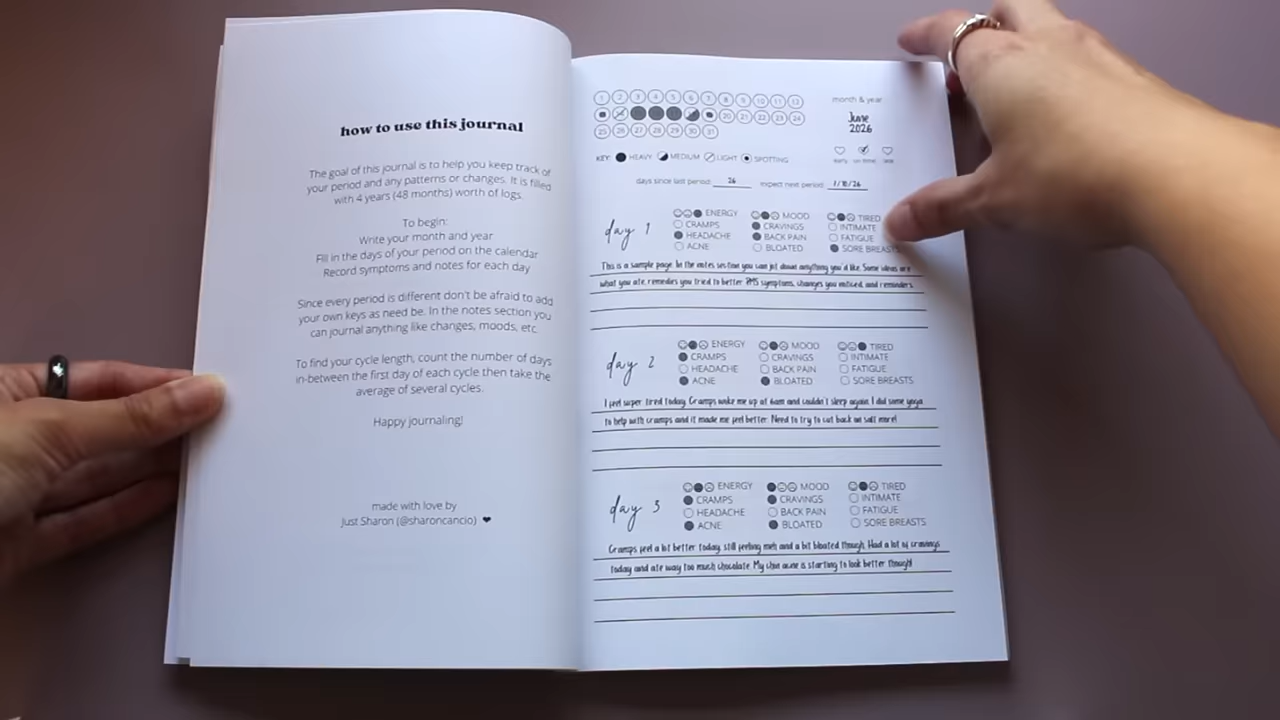 how to use this journal
The goal of this journal is to help you keep track of
your period and any patterns or changes. It is filled
with 4 years (48 months) worth of logs.
To begin:
Write your month and year
Fill in the days of your period on the calendar
Record symptoms and notes for each day
Since every period is different don't be afraid to add
your own keys as need be. In the notes section you
can journal anything like changes, moods, etc.
To find your cycle length, count the number of days
in-between the first day of each cycle then take the
average of several cycles.
Happy journaling!
made with love by
Just Sharon (@sharoncancio) ❤
1 2 3 4 5 6 7 8 9 10 11 12
20 21 22 23 24
25 26 27 28 29 30 31
month & year
June
2026
early on time late
KEY: HEAVY MEDIUM LIGHT SPOTTING
days since last period: 26 expect next period: 1/10/26
day 1
ENERGY MOOD TIRED
CRAMPS CRAVINGS INTIMATE
HEADACHE BACK PAIN FATIGUE
ACNE BLOATED SORE BREASTS
This is a sample page. In the notes section you can jot down anything you'd like. Some ideas are
what you ate, remedies you tried to better PMS symptoms, changes you noticed, and reminders.
day 2
ENERGY MOOD TIRED
CRAMPS CRAVINGS INTIMATE
HEADACHE BACK PAIN FATIGUE
ACNE BLOATED SORE BREASTS
I feel super tired today. Cramps woke me up at 6am and couldn't sleep again. I did some yoga
to help with cramps and it made me feel better. Need to try to cut back on salt more!
day 3
ENERGY MOOD TIRED
CRAMPS CRAVINGS INTIMATE
HEADACHE BACK PAIN FATIGUE
ACNE BLOATED SORE BREASTS
Cramps feel a lot better today, still feeling meh and a bit bloated though. Had a lot of cravings
today and ate way too much chocolate. My chin acne is starting to look better though!